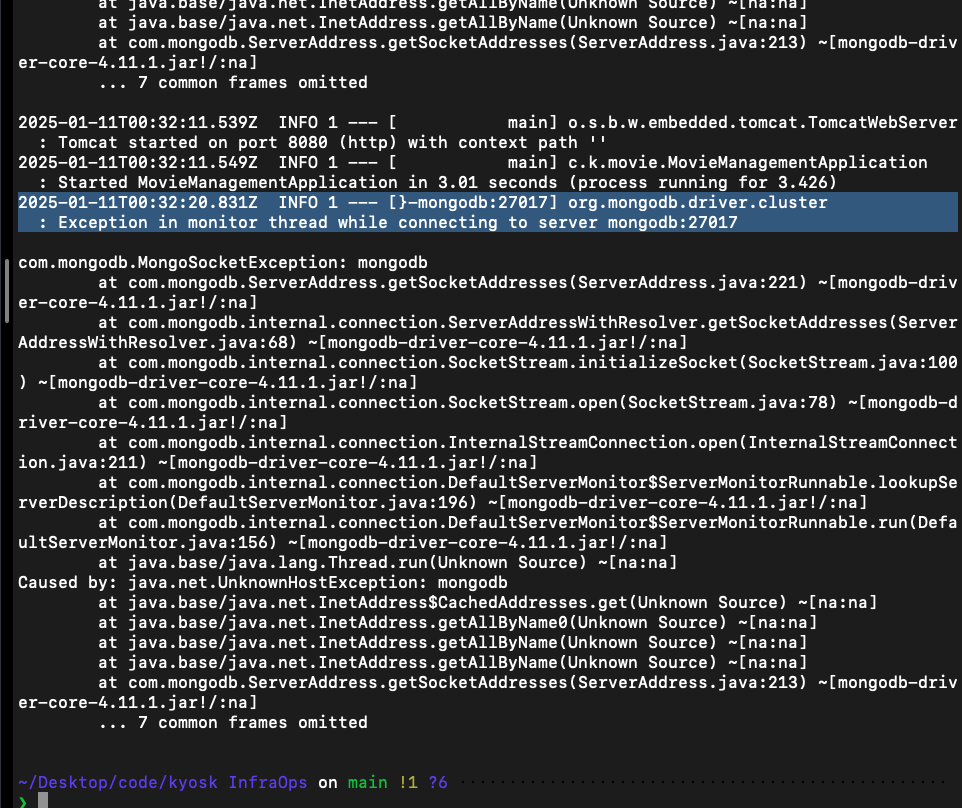 at java.base/java.net.InetAddress.getAllByName(Unknown Source) ~[na:na]
at java.base/java.net.InetAddress.getAllByName(Unknown Source) ~[na:na]
at com.mongodb.ServerAddress.getSocketAddresses(ServerAddress.java:213) ~[mongodb-driv
er-core-4.11.1.jar!/:na]
... 7 common frames omitted
2025-01-11T00:32:11.539Z  INFO 1 --- [           main] o.s.b.w.embedded.tomcat.TomcatWebServer
: Tomcat started on port 8080 (http) with context path ''
2025-01-11T00:32:11.549Z  INFO 1 --- [           main] c.k.movie.MovieManagementApplication
: Started MovieManagementApplication in 3.01 seconds (process running for 3.426)
2025-01-11T00:32:20.831Z  INFO 1 --- [}-mongodb:27017] org.mongodb.driver.cluster
: Exception in monitor thread while connecting to server mongodb:27017
com.mongodb.MongoSocketException: mongodb
at com.mongodb.ServerAddress.getSocketAddresses(ServerAddress.java:221) ~[mongodb-driv
er-core-4.11.1.jar!/:na]
at com.mongodb.internal.connection.ServerAddressWithResolver.getSocketAddresses(Server
AddressWithResolver.java:68) ~[mongodb-driver-core-4.11.1.jar!/:na]
at com.mongodb.internal.connection.SocketStream.initializeSocket(SocketStream.java:100
) ~[mongodb-driver-core-4.11.1.jar!/:na]
at com.mongodb.internal.connection.SocketStream.open(SocketStream.java:78) ~[mongodb-d
river-core-4.11.1.jar!/:na]
at com.mongodb.internal.connection.InternalStreamConnection.open(InternalStreamConnect
ion.java:211) ~[mongodb-driver-core-4.11.1.jar!/:na]
at com.mongodb.internal.connection.DefaultServerMonitor$ServerMonitorRunnable.lookupSe
rverDescription(DefaultServerMonitor.java:196) ~[mongodb-driver-core-4.11.1.jar!/:na]
at com.mongodb.internal.connection.DefaultServerMonitor$ServerMonitorRunnable.run(Defa
ultServerMonitor.java:156) ~[mongodb-driver-core-4.11.1.jar!/:na]
at java.base/java.lang.Thread.run(Unknown Source) ~[na:na]
Caused by: java.net.UnknownHostException: mongodb
at java.base/java.net.InetAddress$CachedAddresses.get(Unknown Source) ~[na:na]
at java.base/java.net.InetAddress.getAllByName0(Unknown Source) ~[na:na]
at java.base/java.net.InetAddress.getAllByName(Unknown Source) ~[na:na]
at java.base/java.net.InetAddress.getAllByName(Unknown Source) ~[na:na]
at com.mongodb.ServerAddress.getSocketAddresses(ServerAddress.java:213) ~[mongodb-driv
er-core-4.11.1.jar!/:na]
... 7 common frames omitted
~/Desktop/code/kyosk InfraOps on main !1 ?6
❯